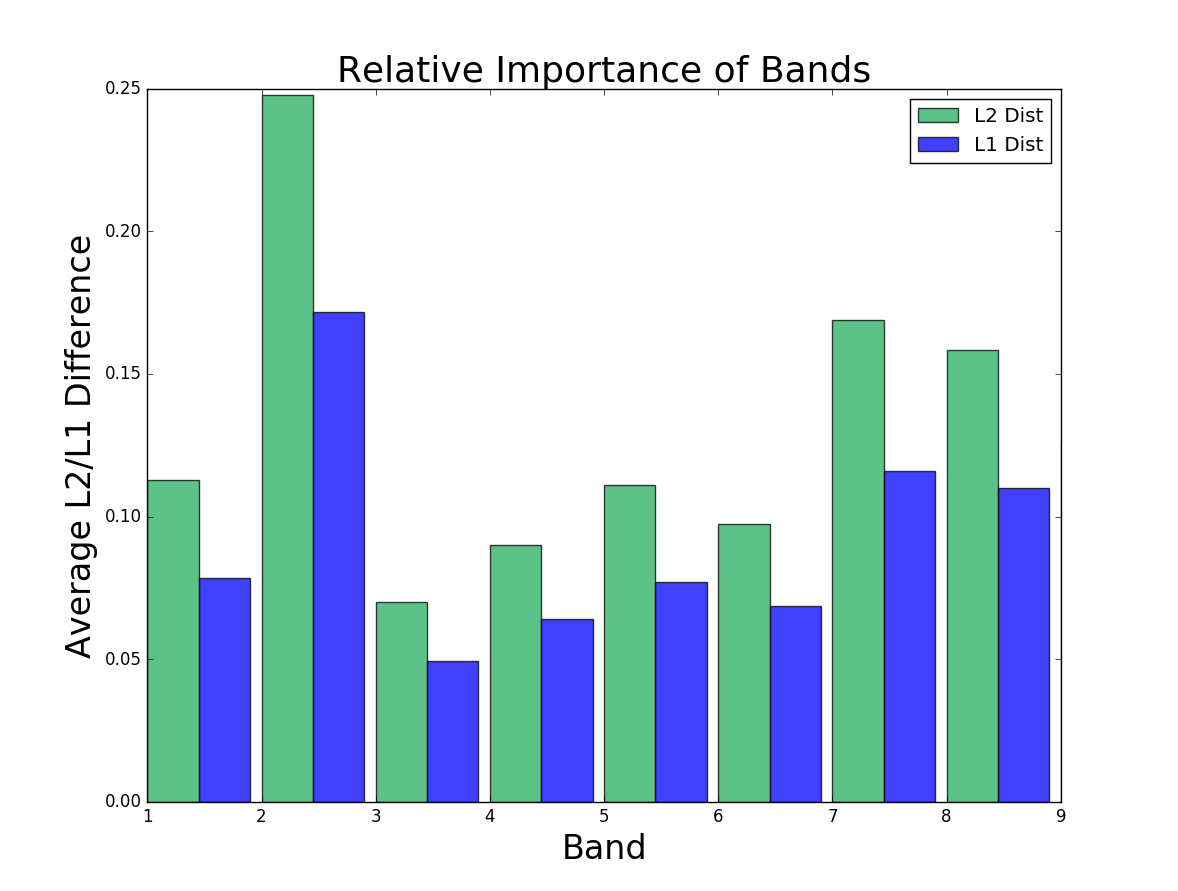 Relative Importance of Bands
L2 Dist
L1 Dist
Average L2/L1 Difference
0.25
0.20
0.15
0.10
0.05
0.00
1 2 3 4 5 6 7 8 9
Band